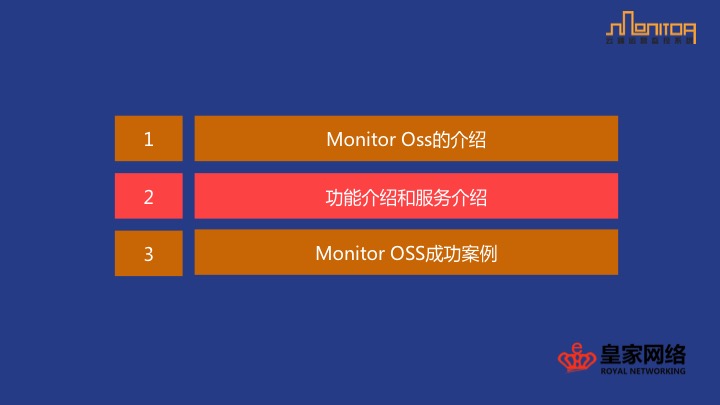 Monitor
1
Monitor Oss的介绍
2
功能介绍和服务介绍
3
Monitor OSS成功案例
e
皇家网络
ROYAL NETWORKING